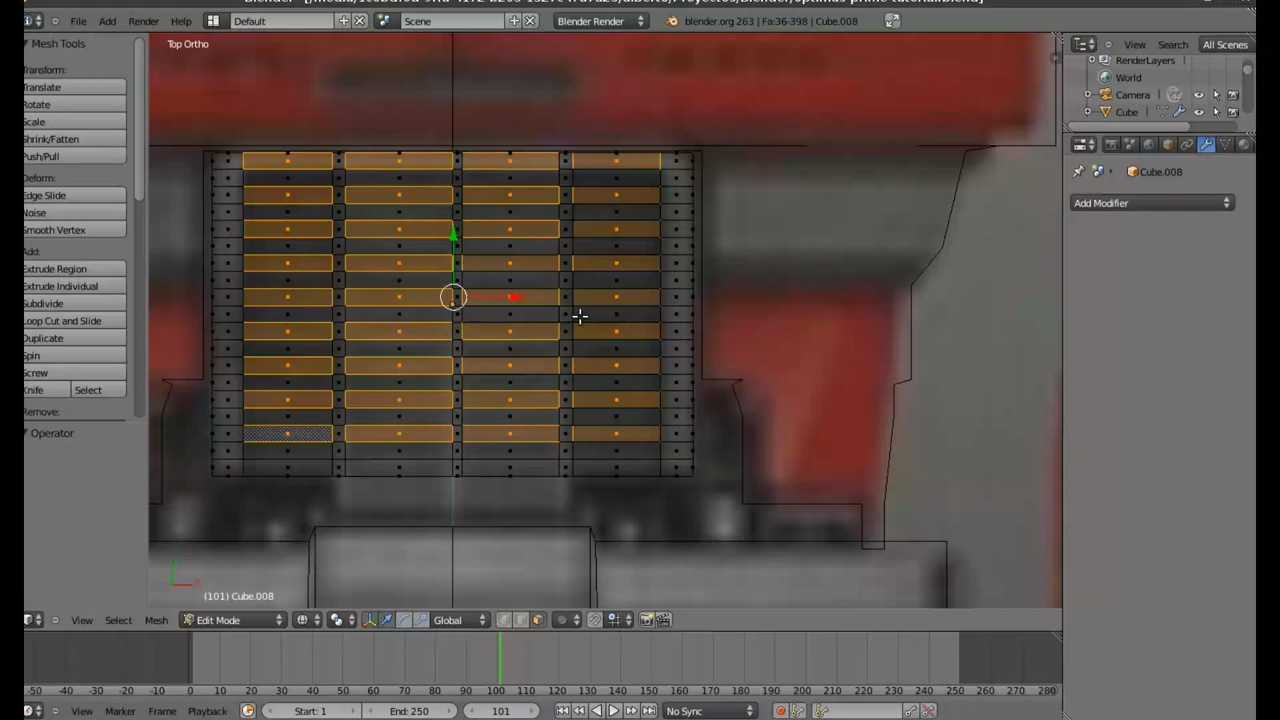 File Add Render Help Default Scene Blender Render blender.org 263 | Fa:36-398 | Cube.008
Mesh Tools
Transform:
Translate
Rotate
Scale
Shrink/Fatten
Push/Pull
Deform:
Edge Slide
Noise
Smooth Vertex
Add:
Extrude Region
Extrude Individual
Subdivide
Loop Cut and Slide
Duplicate
Spin
Screw
Knife Select
Remove:
Operator
Top Ortho
(101) Cube.008
View Search All Scenes
RenderLayers
World
Camera
Cube
Cube.008
Add Modifier
View Select Mesh Edit Mode Global
-50 -40 -30 -20 -10 0 10 20 30 40 50 60 70 80 90 100 110 120 130 140 150 160 170 180 190 200 210 220 230 240 250 260 270 280
View Marker Frame Playback Start: 1 End: 250 101 No Sync